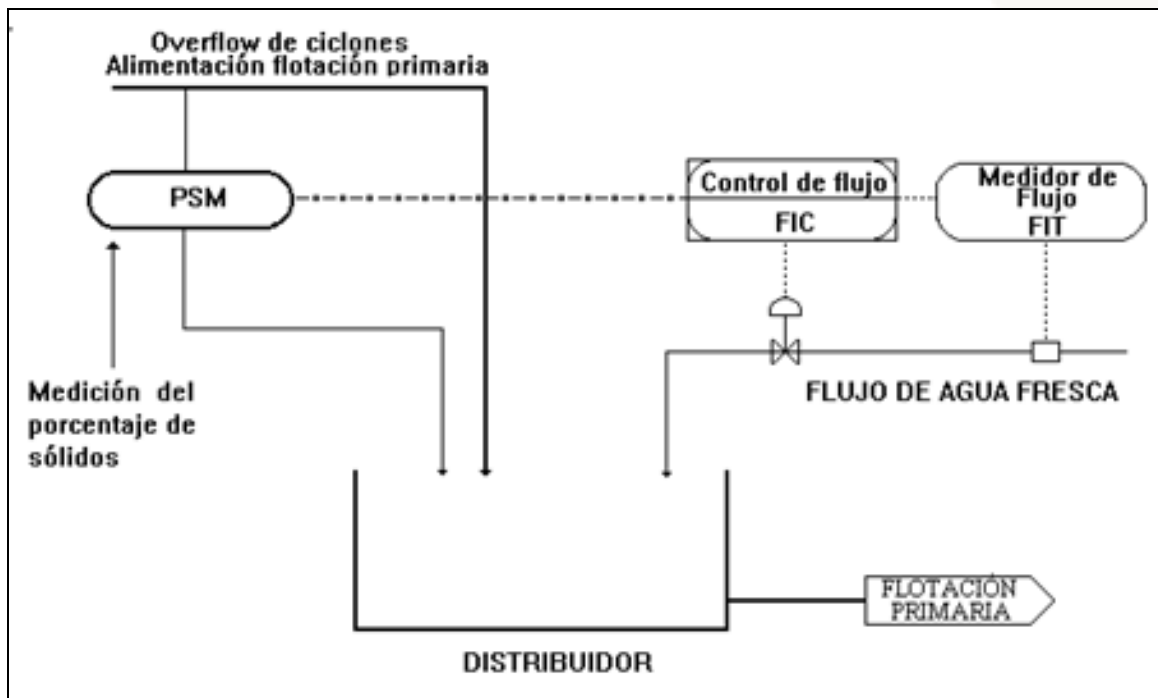 Overflow de ciclones
Alimentación flotación primaria
PSM
Control de flujo
FIC
Medidor de
Flujo
FIT
Medición del
porcentaje de
sólidos
FLUJO DE AGUA FRESCA
FLOTACIÓN
PRIMARIA
DISTRIBUIDOR